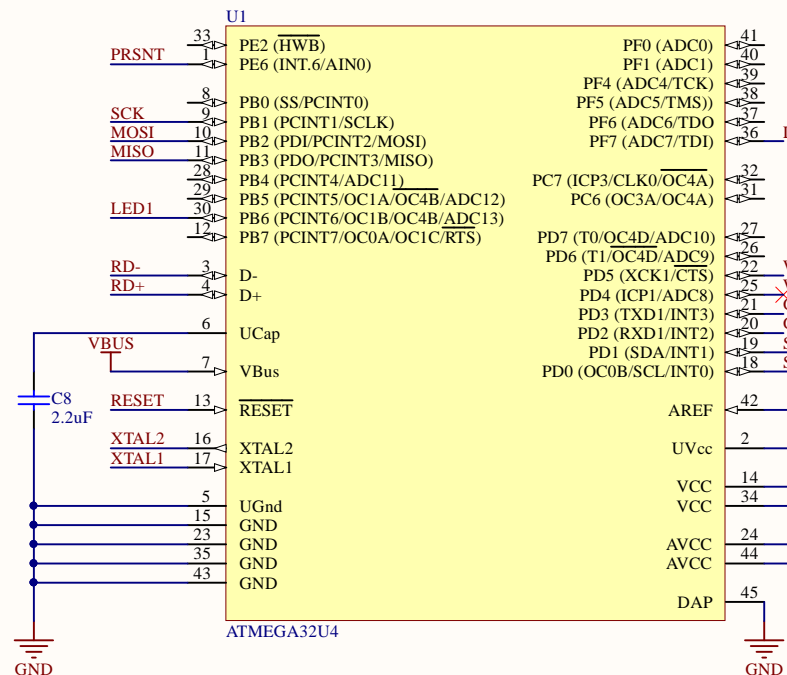 U1
33 PE2 (HWB) PF0 (ADC0) 41
PRSNT 1 PE6 (INT.6/AIN0) PF1 (ADC1) 40
PF4 (ADC4/TCK) 39
8 PB0 (SS/PCINT0) PF5 (ADC5/TMS)) 38
SCK 9 PB1 (PCINT1/SCLK) PF6 (ADC6/TDO 37
MOSI 10 PB2 (PDI/PCINT2/MOSI) PF7 (ADC7/TDI) 36
MISO 11 PB3 (PDO/PCINT3/MISO)
28 PB4 (PCINT4/ADC11) PC7 (ICP3/CLK0/OC4A) 32
29 PB5 (PCINT5/OC1A/OC4B/ADC12) PC6 (OC3A/OC4A) 31
LED1 30 PB6 (PCINT6/OC1B/OC4B/ADC13)
12 PB7 (PCINT7/OC0A/OC1C/RTS) PD7 (T0/OC4D/ADC10) 27
PD6 (T1/OC4D/ADC9) 26
RD- 3 D- PD5 (XCK1/CTS) 22
RD+ 4 D+ PD4 (ICP1/ADC8) 25
PD3 (TXD1/INT3) 21
6 UCap PD2 (RXD1/INT2) 20
VBUS PD1 (SDA/INT1) 19
7 VBus PD0 (OC0B/SCL/INT0) 18
C8
2.2uF
RESET 13 RESET AREF 42
XTAL2 16 XTAL2 UVcc 2
XTAL1 17 XTAL1
VCC 14
5 UGnd VCC 34
15 GND
23 GND AVCC 24
35 GND AVCC 44
43 GND
DAP 45
ATMEGA32U4
GND GND